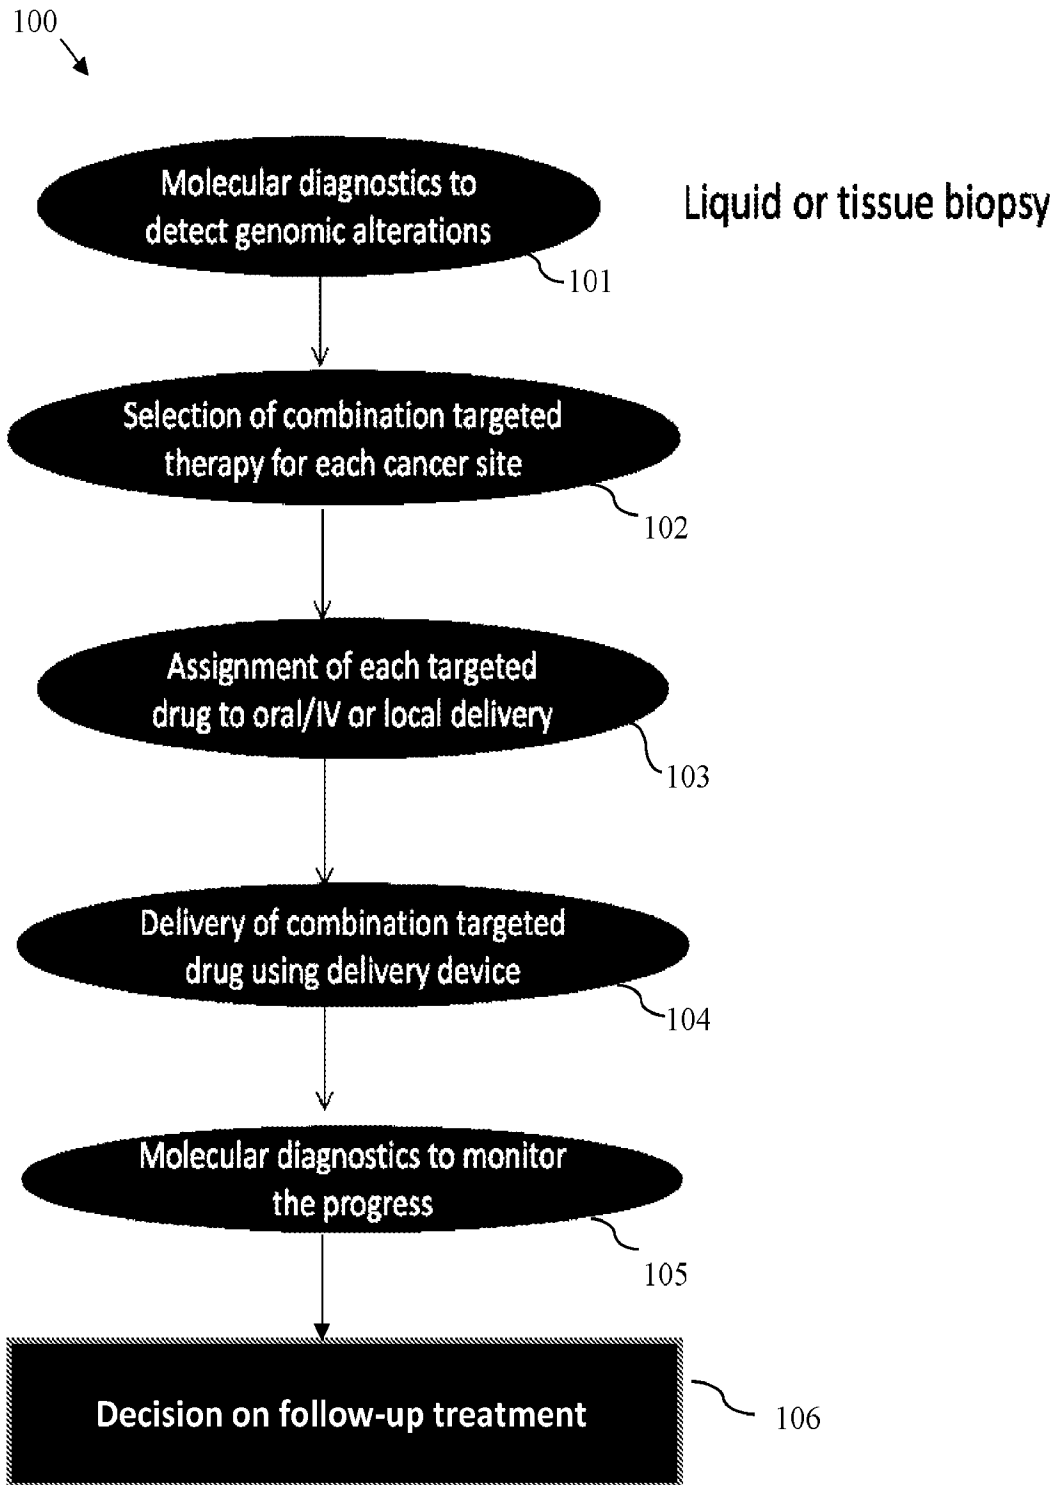 100
Molecular diagnostics to
detect genomic alterations
Liquid or tissue biopsy
101
Selection of combination targeted
therapy for each cancer site
102
Assignment of each targeted
drug to oral/IV or local delivery
103
Delivery of combination targeted
drug using delivery device
104
Molecular diagnostics to monitor
the progress
105
Decision on follow-up treatment
106